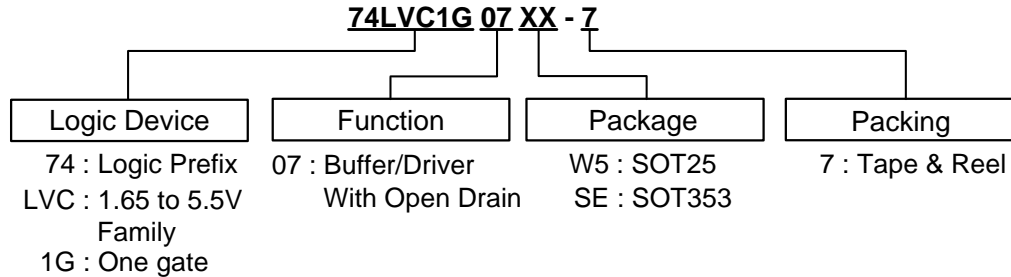 74LVC1G 07 XX - 7
Logic Device
Function
Package
Packing
74 : Logic Prefix
LVC : 1.65 to 5.5V
Family
1G : One gate
07 : Buffer/Driver
With Open Drain
W5 : SOT25
SE : SOT353
7 : Tape & Reel